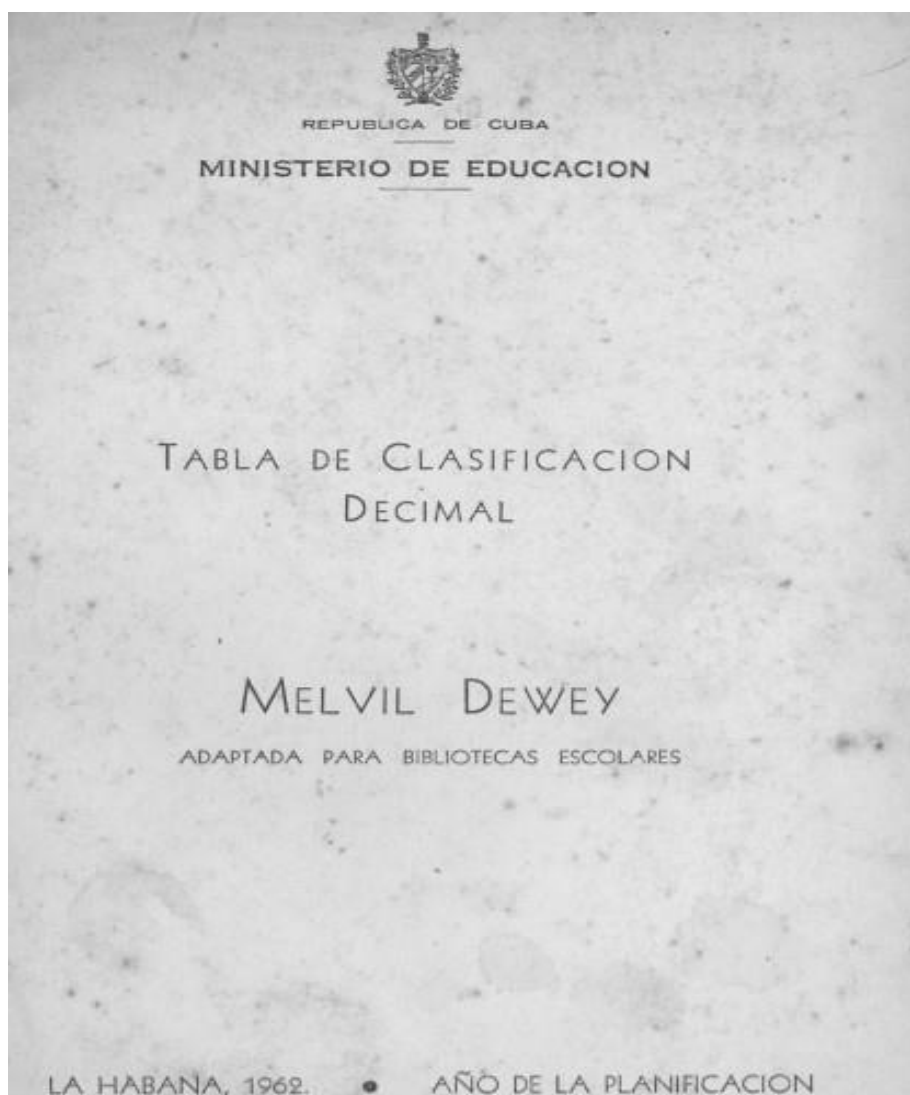 REPUBLICA DE CUBA
MINISTERIO DE EDUCACION
TABLA DE CLASIFICACION
DECIMAL
MELVIL DEWEY
ADAPTADA PARA BIBLIOTECAS ESCOLARES
LA HABANA, 1962. • AÑO DE LA PLANIFICACION